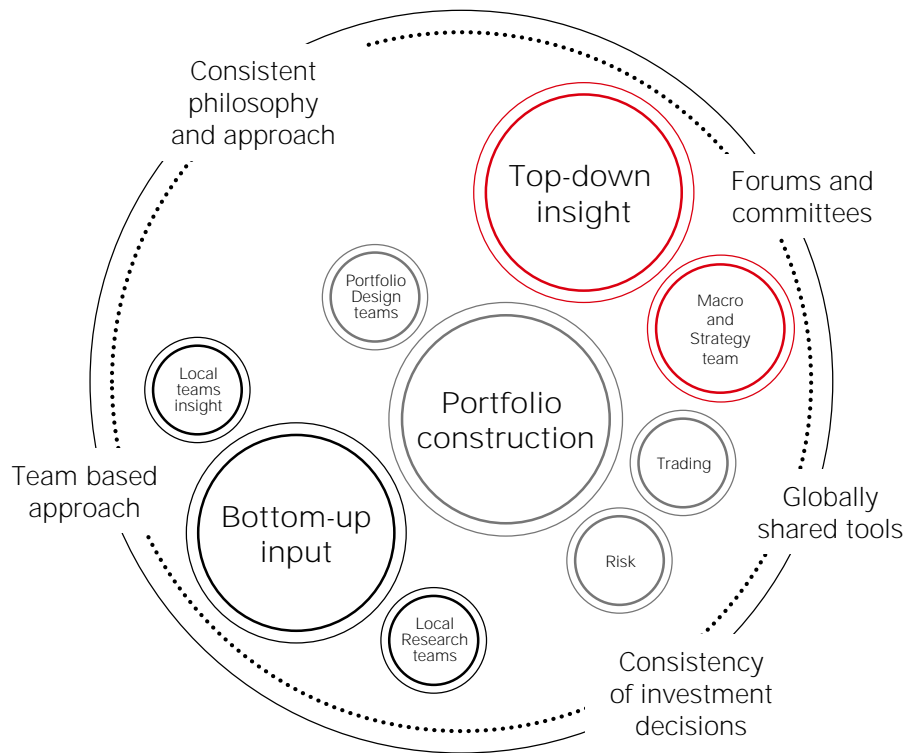 Consistent
philosophy
and approach
Top-down
insight
Forums and
committees
Portfolio
Design
teams
Macro
and
Strategy
team
Local
teams
insight
Portfolio
construction
Trading
Team based
approach
Bottom-up
input
Globally
shared tools
Risk
Local
Research
teams
Consistency
of investment
decisions